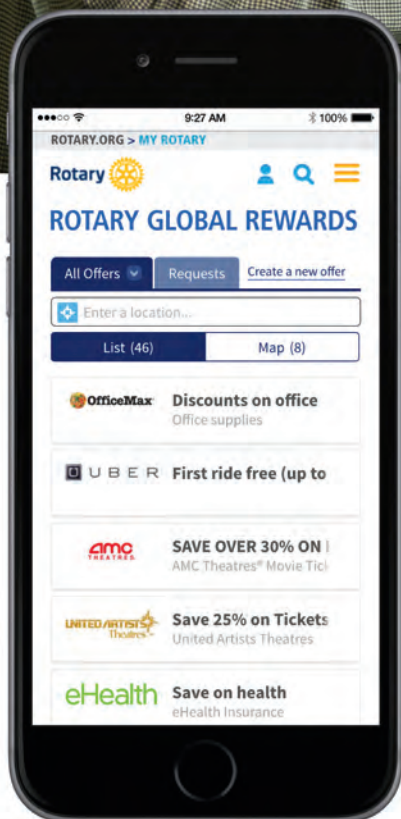 9:27 AM
100%
ROTARY.ORG > MY ROTARY
Rotary
ROTARY GLOBAL REWARDS
All Offers
Requests
Create a new offer
Enter a location...
List (46)
Map (8)
OfficeMax
Discounts on office
Office supplies
UBER
First ride free (up to
amc
THEATRES
SAVE OVER 30% ON
AMC Theatres® Movie Tick
UNITED ARTISTS
Theatres
Save 25% on Tickets
United Artists Theatres
eHealth
Save on health
eHealth Insurance